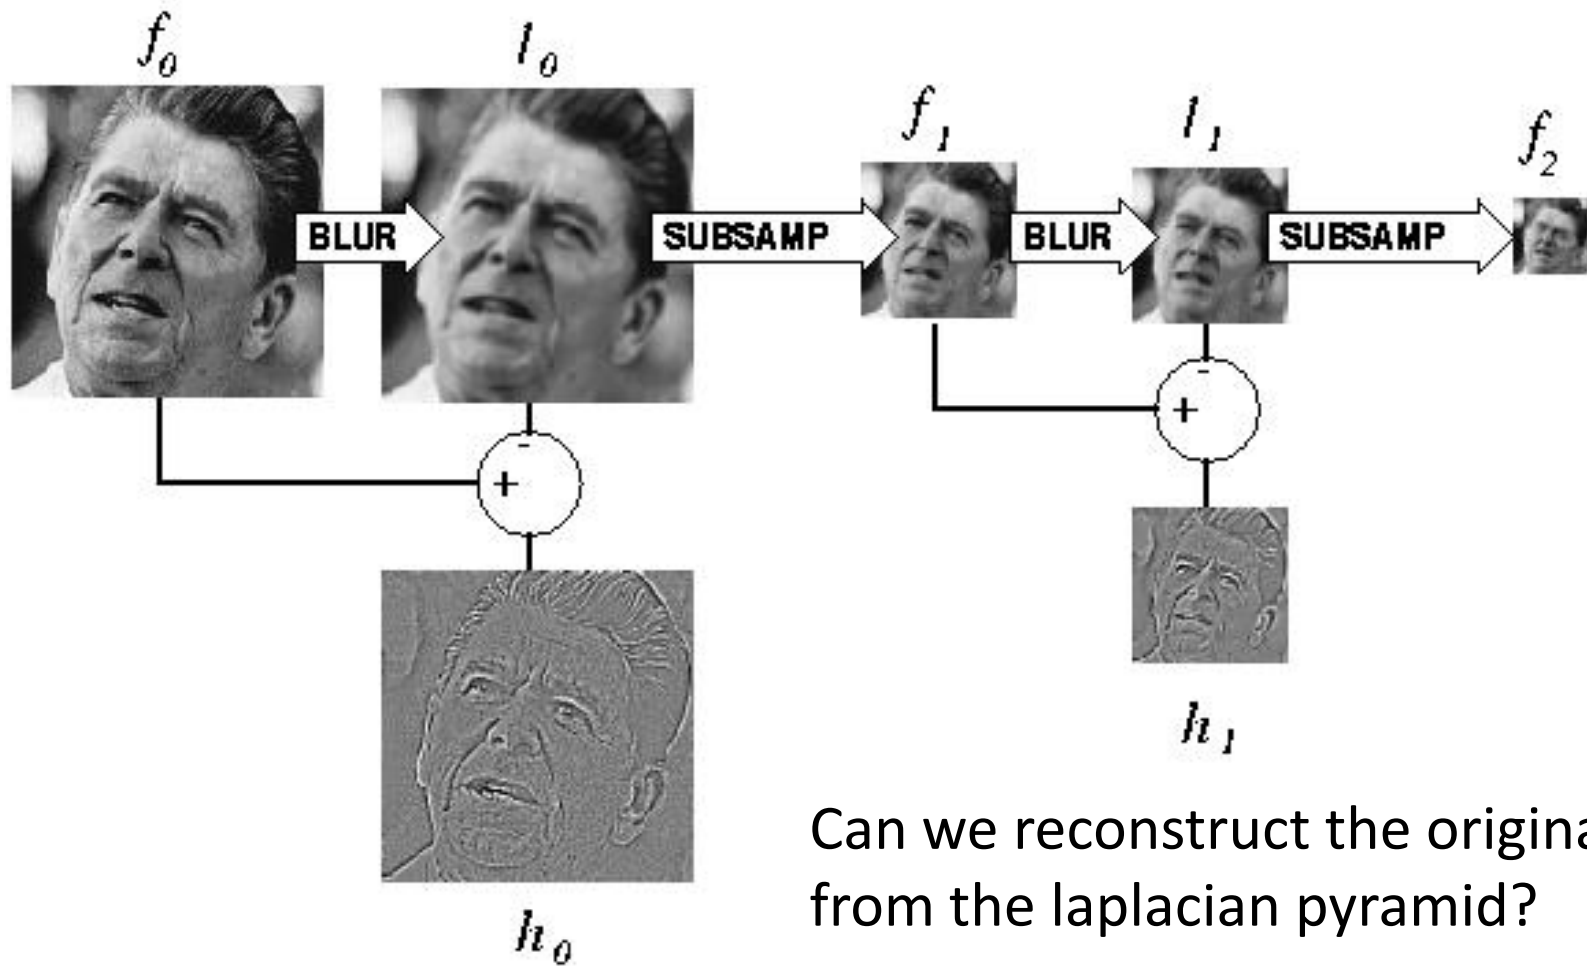 f0
l0
f1
l1
f2
BLUR
SUBSAMP
BLUR
SUBSAMP
-
+
-
+
h1
h0
Can we reconstruct the origina
from the laplacian pyramid?